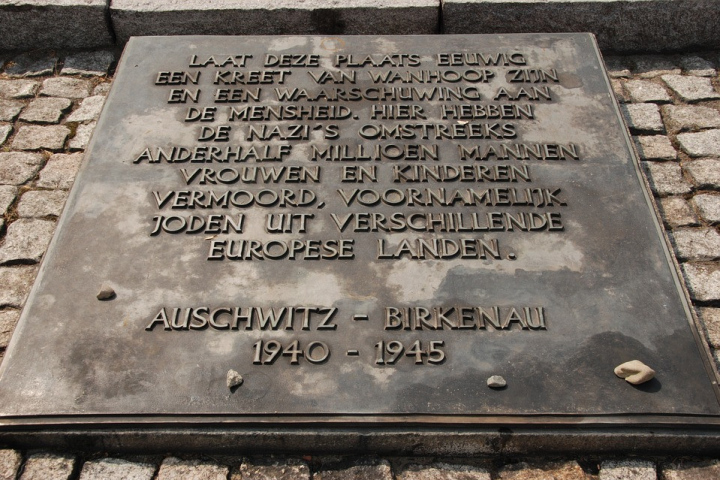 LAAT DEZE PLAATS EEUWIG
EEN KREET VAN WANHOOP ZIJN
EN EEN WAARSCHUWING AAN
DE MENSHEID. HIER HEBBEN
DE NAZI'S OMSTREEKS
ANDERHALF MILLIOEN MANNEN
VROUWEN EN KINDEREN
VERMOORD, VOORNAMELIJK
JODEN UIT VERSCHILLENDE
EUROPESE LANDEN.
AUSCHWITZ - BIRKENAU
1940 - 1945